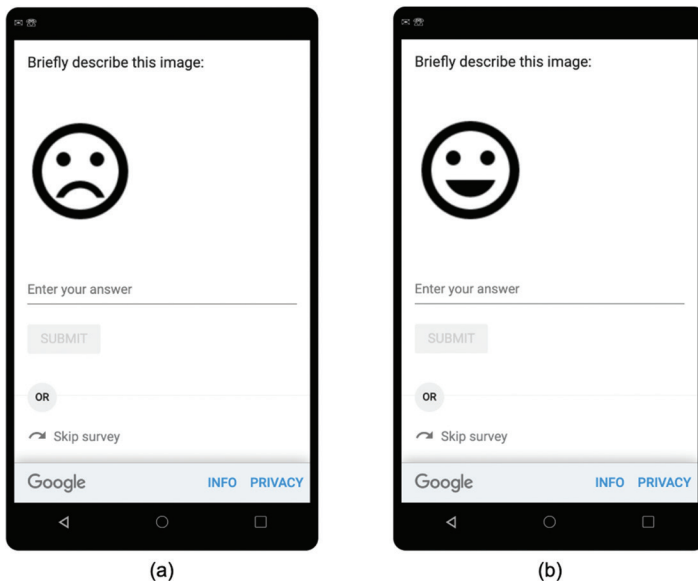 Briefly describe this image:
Enter your answer
SUBMIT
OR
Skip survey
Google INFO PRIVACY
(a)
Briefly describe this image:
Enter your answer
SUBMIT
OR
Skip survey
Google INFO PRIVACY
(b)